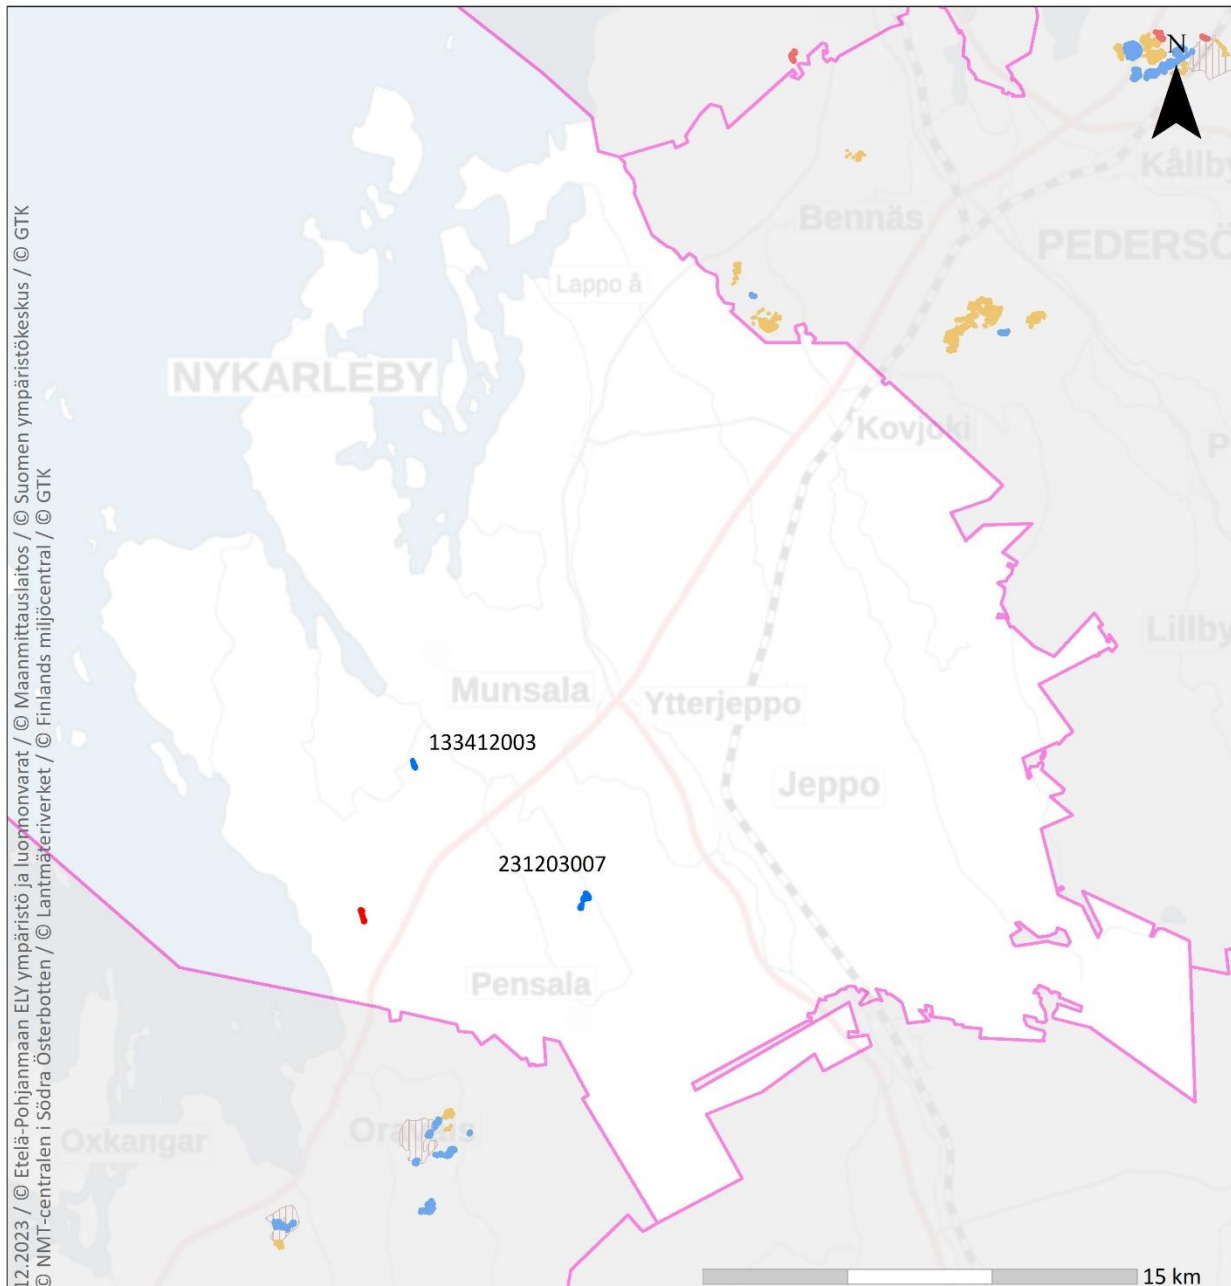 N
Kållby
Bennäs
PEDERSÖ
Lappo å
NYKARLEBY
Kovjoki
P
Lillby
Munsala
Ytterjeppo
133412003
Jeppo
231203007
Pensala
Oxkangar
15 km
12.2023 / © Etelä-Pohjanmaan ELY ympäristö ja luonnonvarat / © Maanmittauslaitos / © Suomen ympäristökeskus / © GTK
© NMT-centralen i Södra Österbotten / © Lantmäteriverket / © Finlands miljöcentral / © GTK